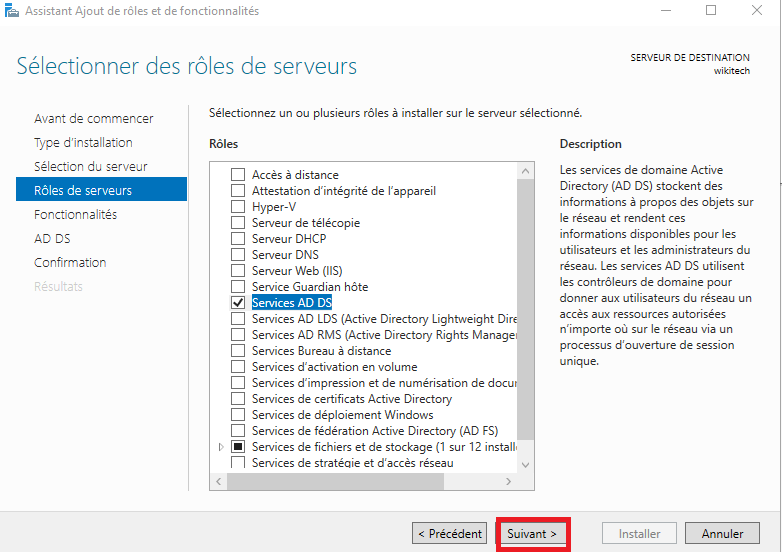 Assistant Ajout de rôles et de fonctionnalités
Sélectionner des rôles de serveurs
SERVEUR DE DESTINATION
wikitech
Avant de commencer
Type d'installation
Sélection du serveur
Rôles de serveurs
Fonctionnalités
AD DS
Confirmation
Résultats
Sélectionnez un ou plusieurs rôles à installer sur le serveur sélectionné.
Rôles
Accès à distance
Attestation d'intégrité de l'appareil
Hyper-V
Serveur de télécopie
Serveur DHCP
Serveur DNS
Serveur Web (IIS)
Service Guardian hôte
Services AD DS
Services AD LDS (Active Directory Lightweight Dire
Services AD RMS (Active Directory Rights Manager
Services Bureau à distance
Services d'activation en volume
Services d'impression et de numérisation de docu
Services de certificats Active Directory
Services de déploiement Windows
Services de fédération Active Directory (AD FS)
Services de fichiers et de stockage (1 sur 12 install
Services de stratégie et d'accès réseau
Description
Les services de domaine Active
Directory (AD DS) stockent des
informations à propos des objets sur
le réseau et rendent ces
informations disponibles pour les
utilisateurs et les administrateurs du
réseau. Les services AD DS utilisent
les contrôleurs de domaine pour
donner aux utilisateurs du réseau un
accès aux ressources autorisées
n'importe où sur le réseau via un
processus d'ouverture de session
unique.
< Précédent
Suivant >
Installer
Annuler